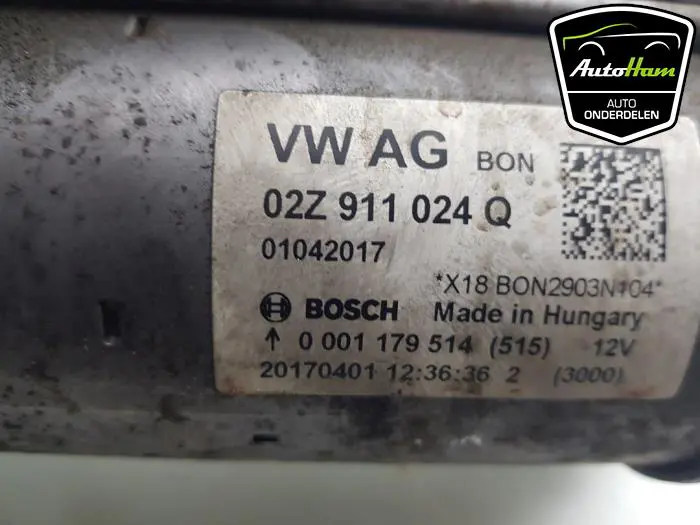 AutoHam
AUTO
ONDERDELEN
VW AG BON
02Z 911 024 Q
01042017
*X18 BON2903N104*
BOSCH Made in Hungary
↑ 0 001 179 514 (515) 12V
20170401 12:36:36 2 (3000)